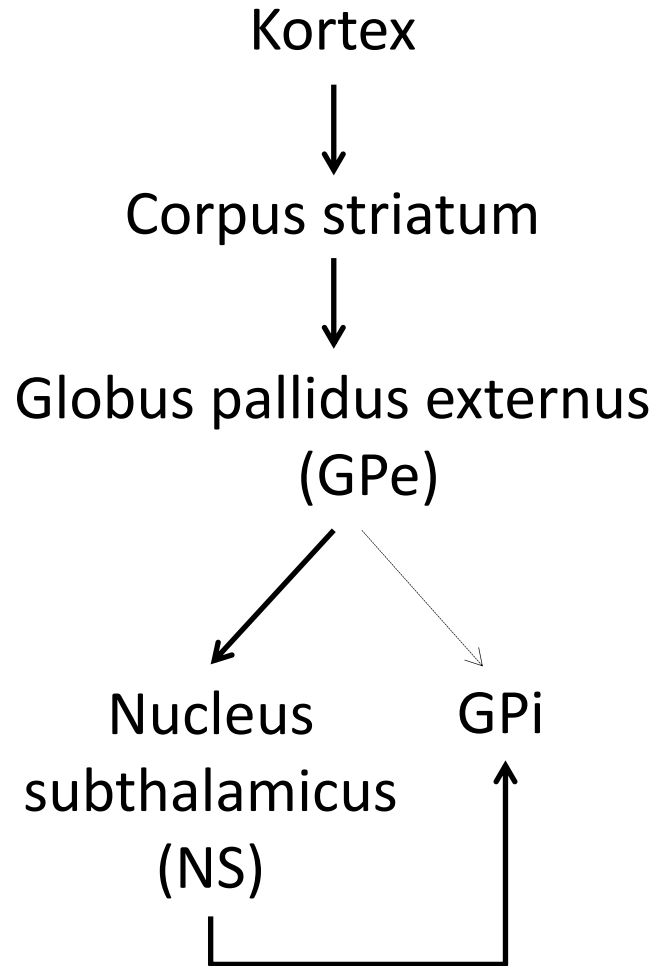 Kortex
Corpus striatum
Globus pallidus externus
(GPe)
Nucleus
subthalamicus
(NS)
GPi